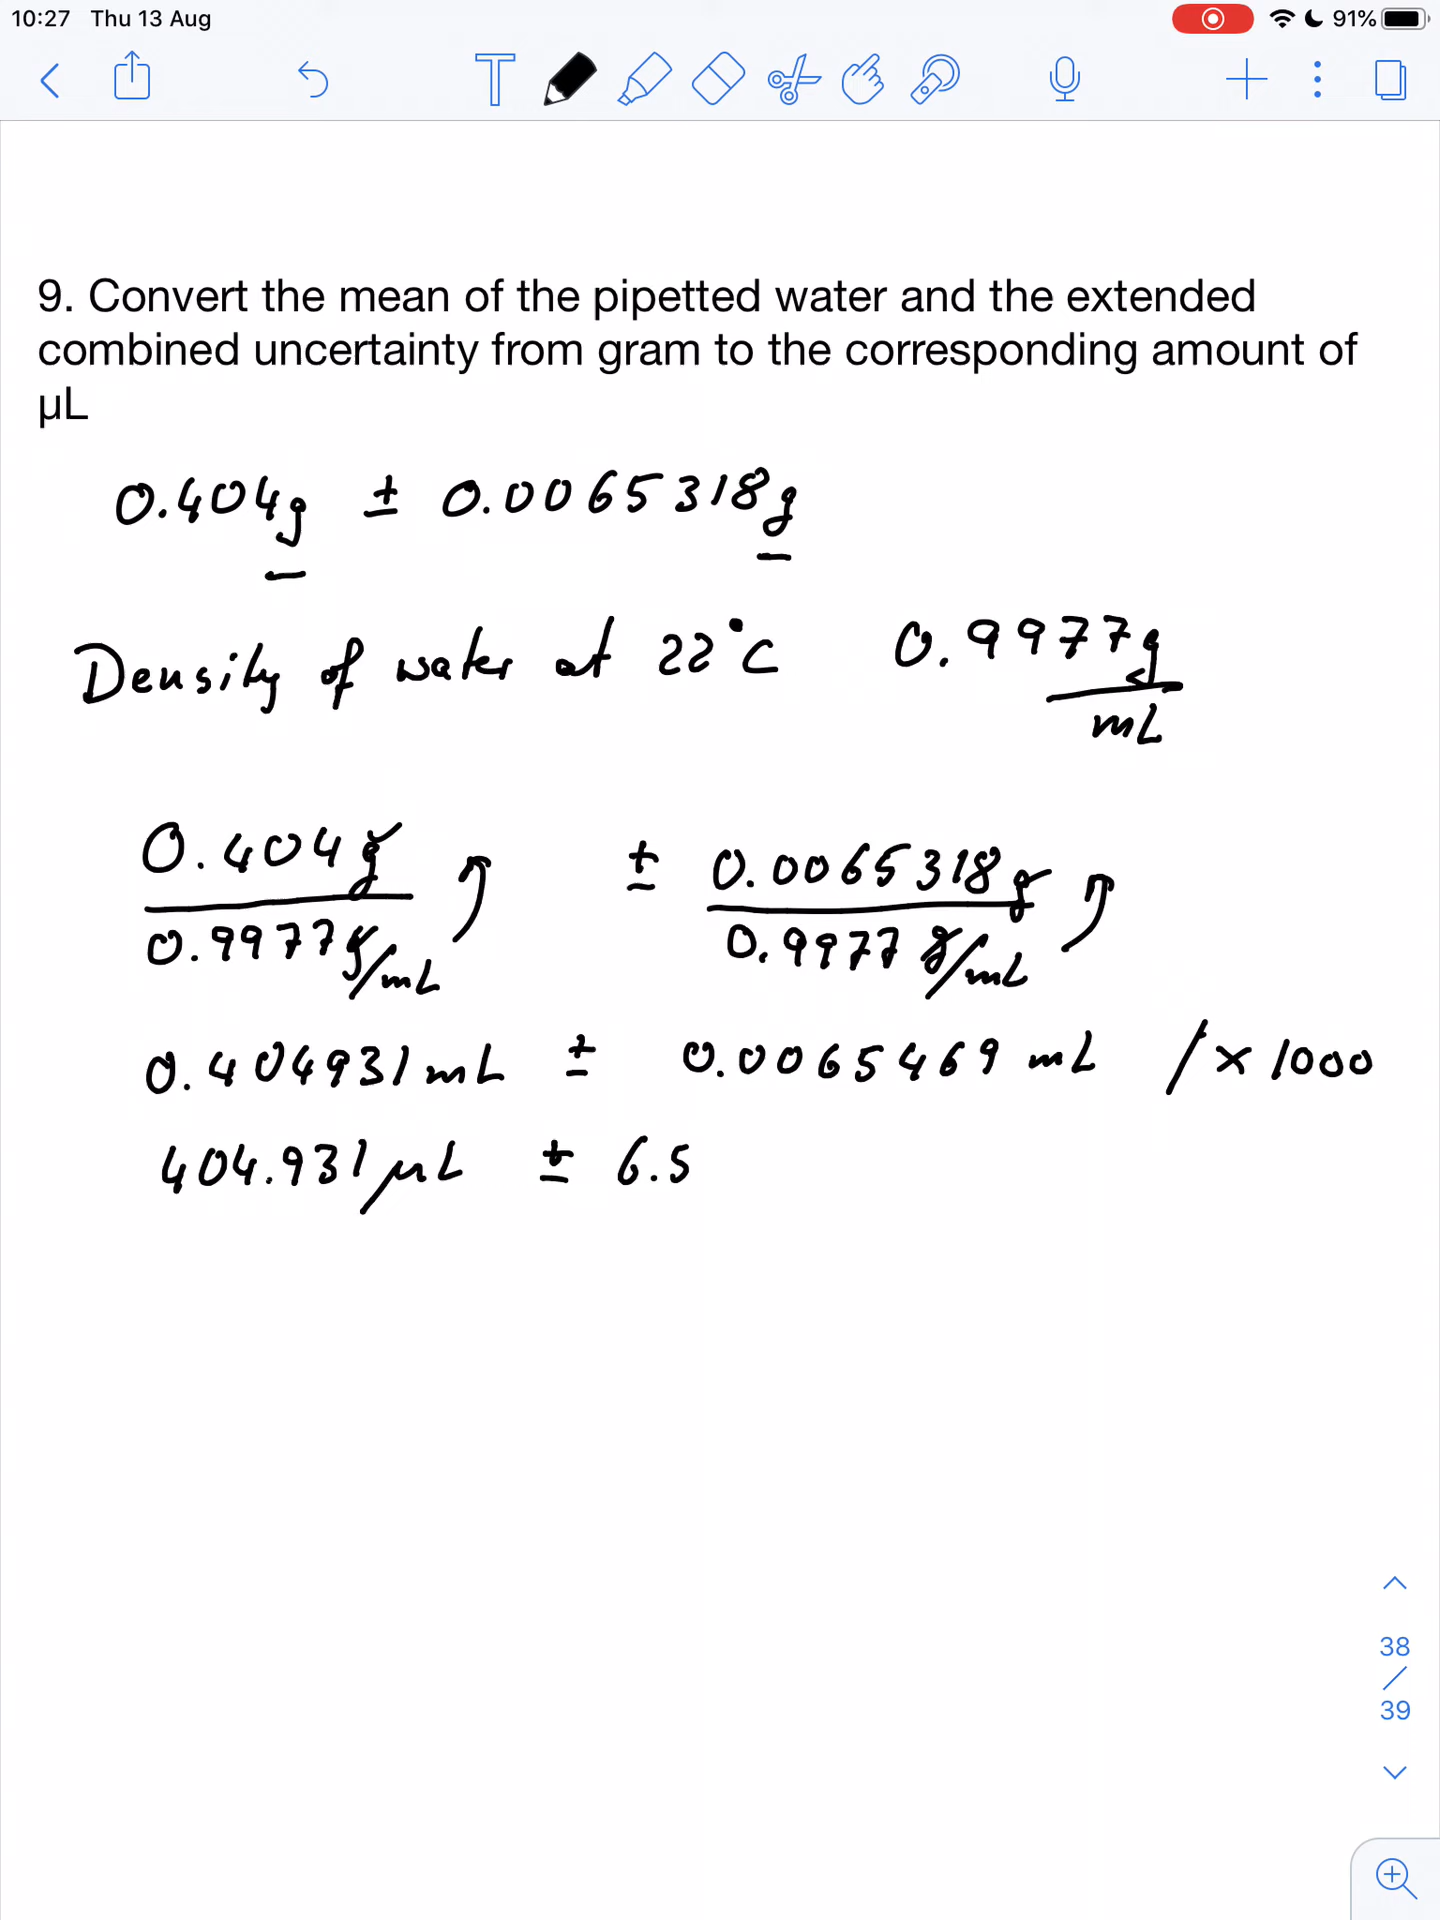 10:27 Thu 13 Aug 91%
T
9. Convert the mean of the pipetted water and the extended
combined uncertainty from gram to the corresponding amount of
µL
0.404g ± 0.0065318g
Density of water at 22°C 0.9977g
mL
0.404g ± 0.0065318g
0.9977g/mL 0.9977g/mL
0.404931mL ± 0.0065469 mL / × 1000
404.931µL ± 6.5
38
/
39